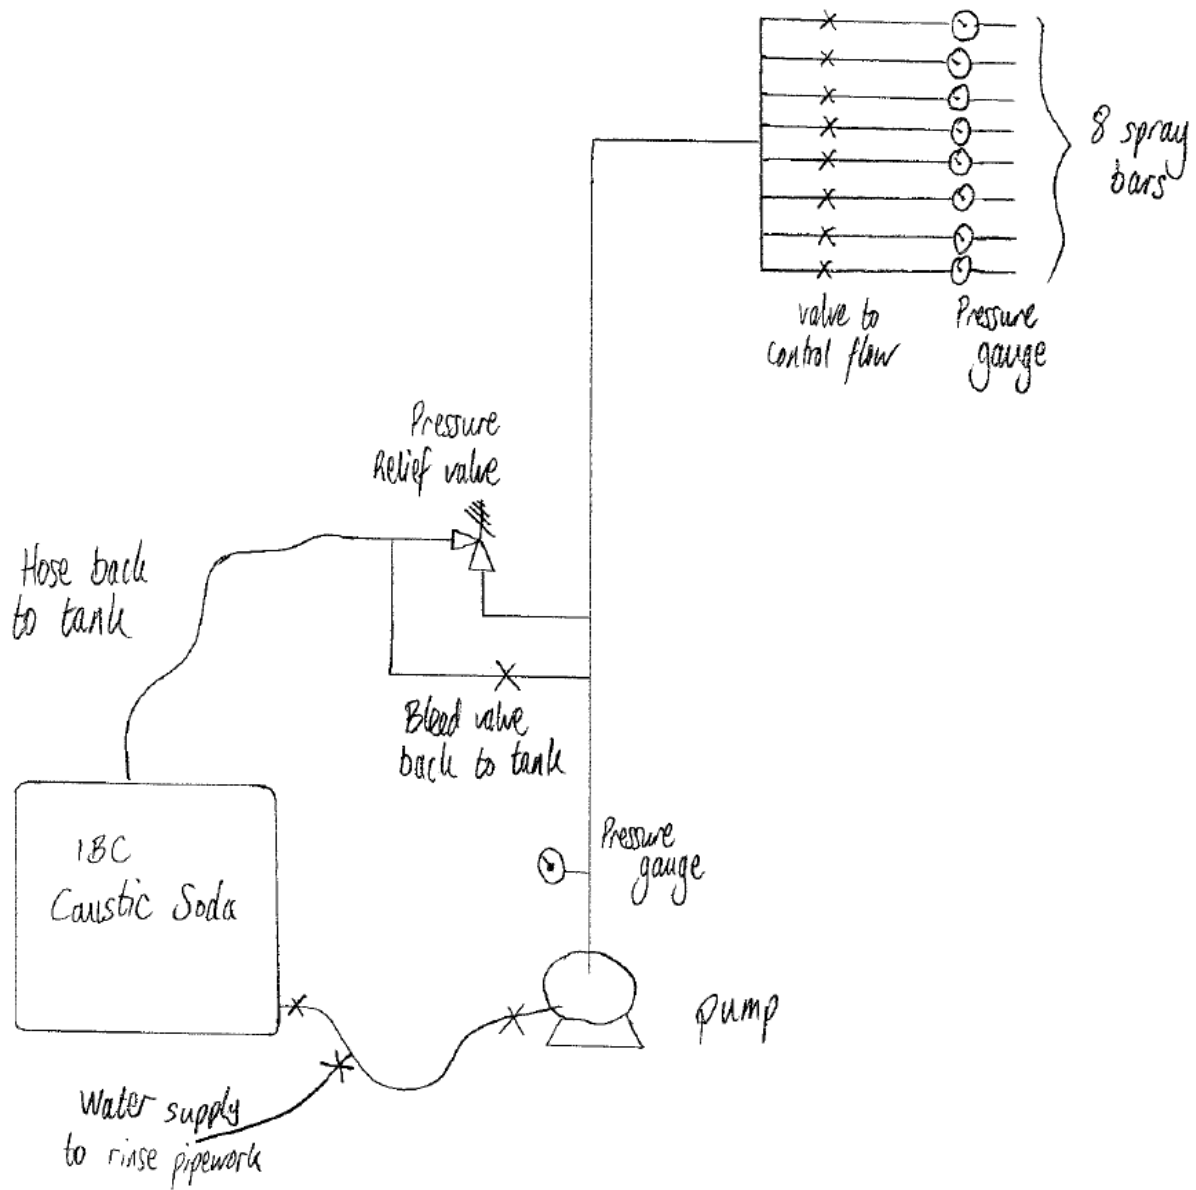 8 spray
bars
valve to
control flow
Pressure
gauge
Pressure
Relief valve
Hose back
to tank
Bleed valve
back to tank
Pressure
gauge
IBC
Caustic Soda
pump
Water supply
to rinse pipework